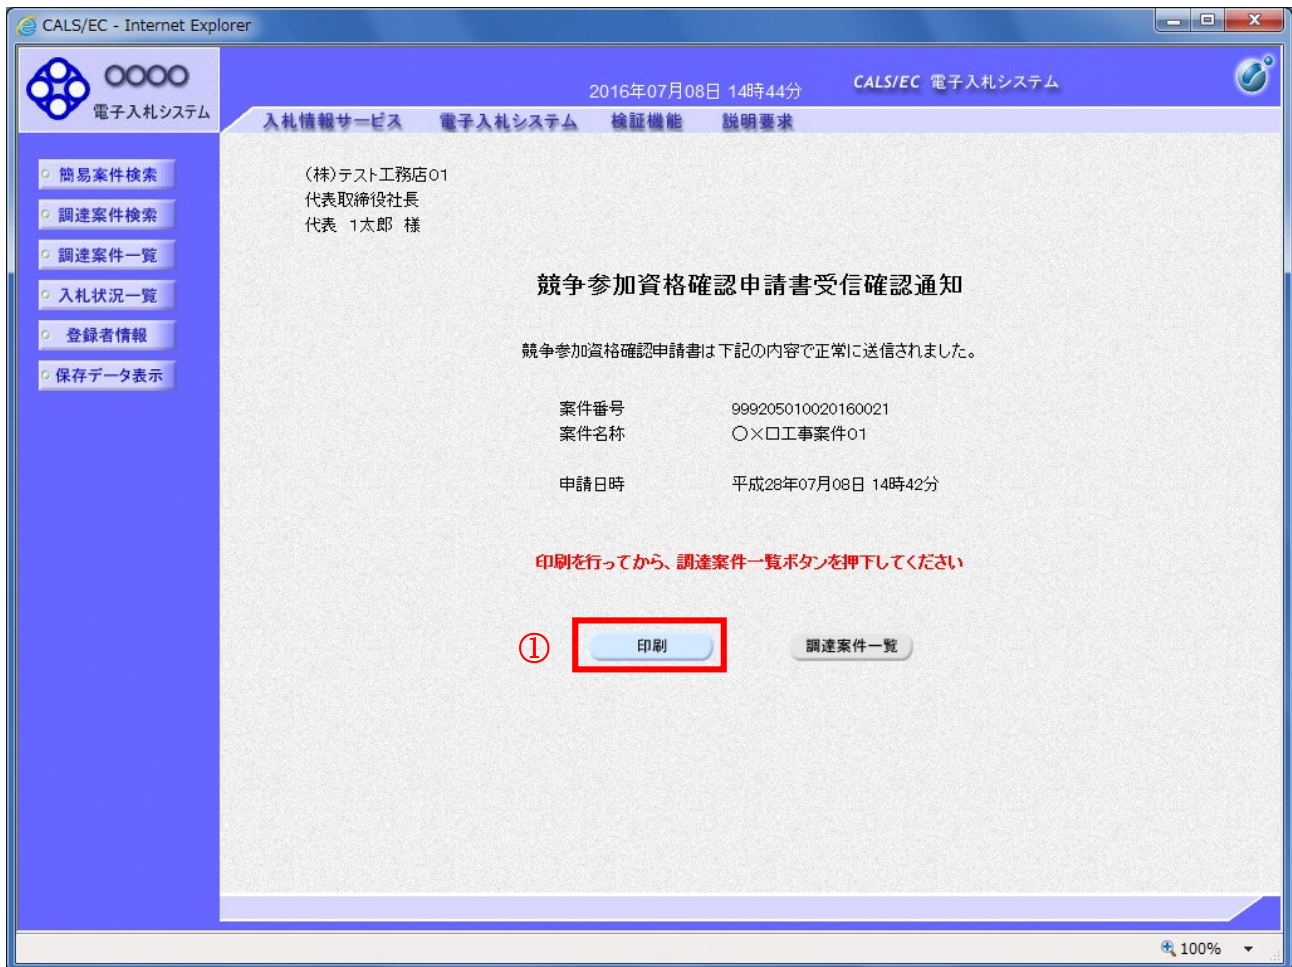 CALS/EC - Internet Explorer
○○○○
電子入札システム
2016年07月08日 14時44分
CALS/EC 電子入札システム
入札情報サービス 電子入札システム 検証機能 説明要求
簡易案件検索
調達案件検索
調達案件一覧
入札状況一覧
登録者情報
保存データ表示
(株)テスト工務店01
代表取締役社長
代表 1太郎 様
競争参加資格確認申請書受信確認通知
競争参加資格確認申請書は下記の内容で正常に送信されました。
案件番号 999205010020160021
案件名称 〇×口工事案件01
申請日時 平成28年07月08日 14時42分
印刷を行ってから、調達案件一覧ボタンを押下してください
① 印刷 調達案件一覧
100%